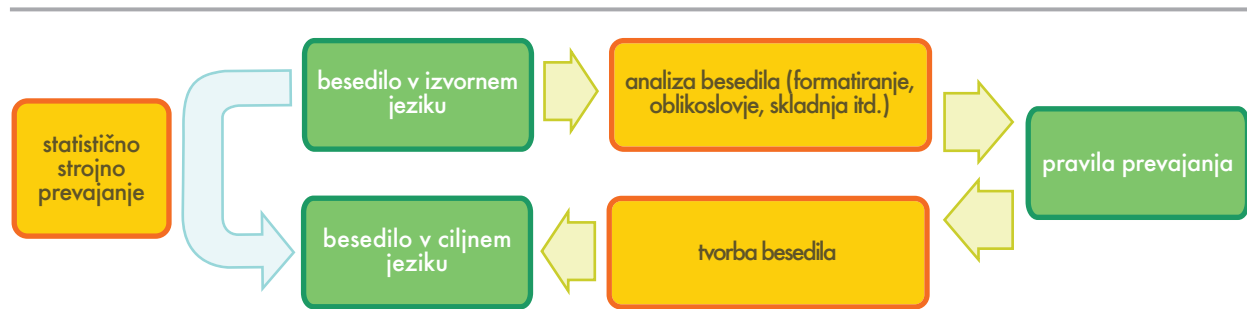 statistično
strojno
prevajanje
besedilo v izvornem
jeziku
analiza besedila (formatiranje,
oblikoslovje, skladnja itd.)
pravila prevajanja
besedilo v ciljnem
jeziku
tvorba besedila